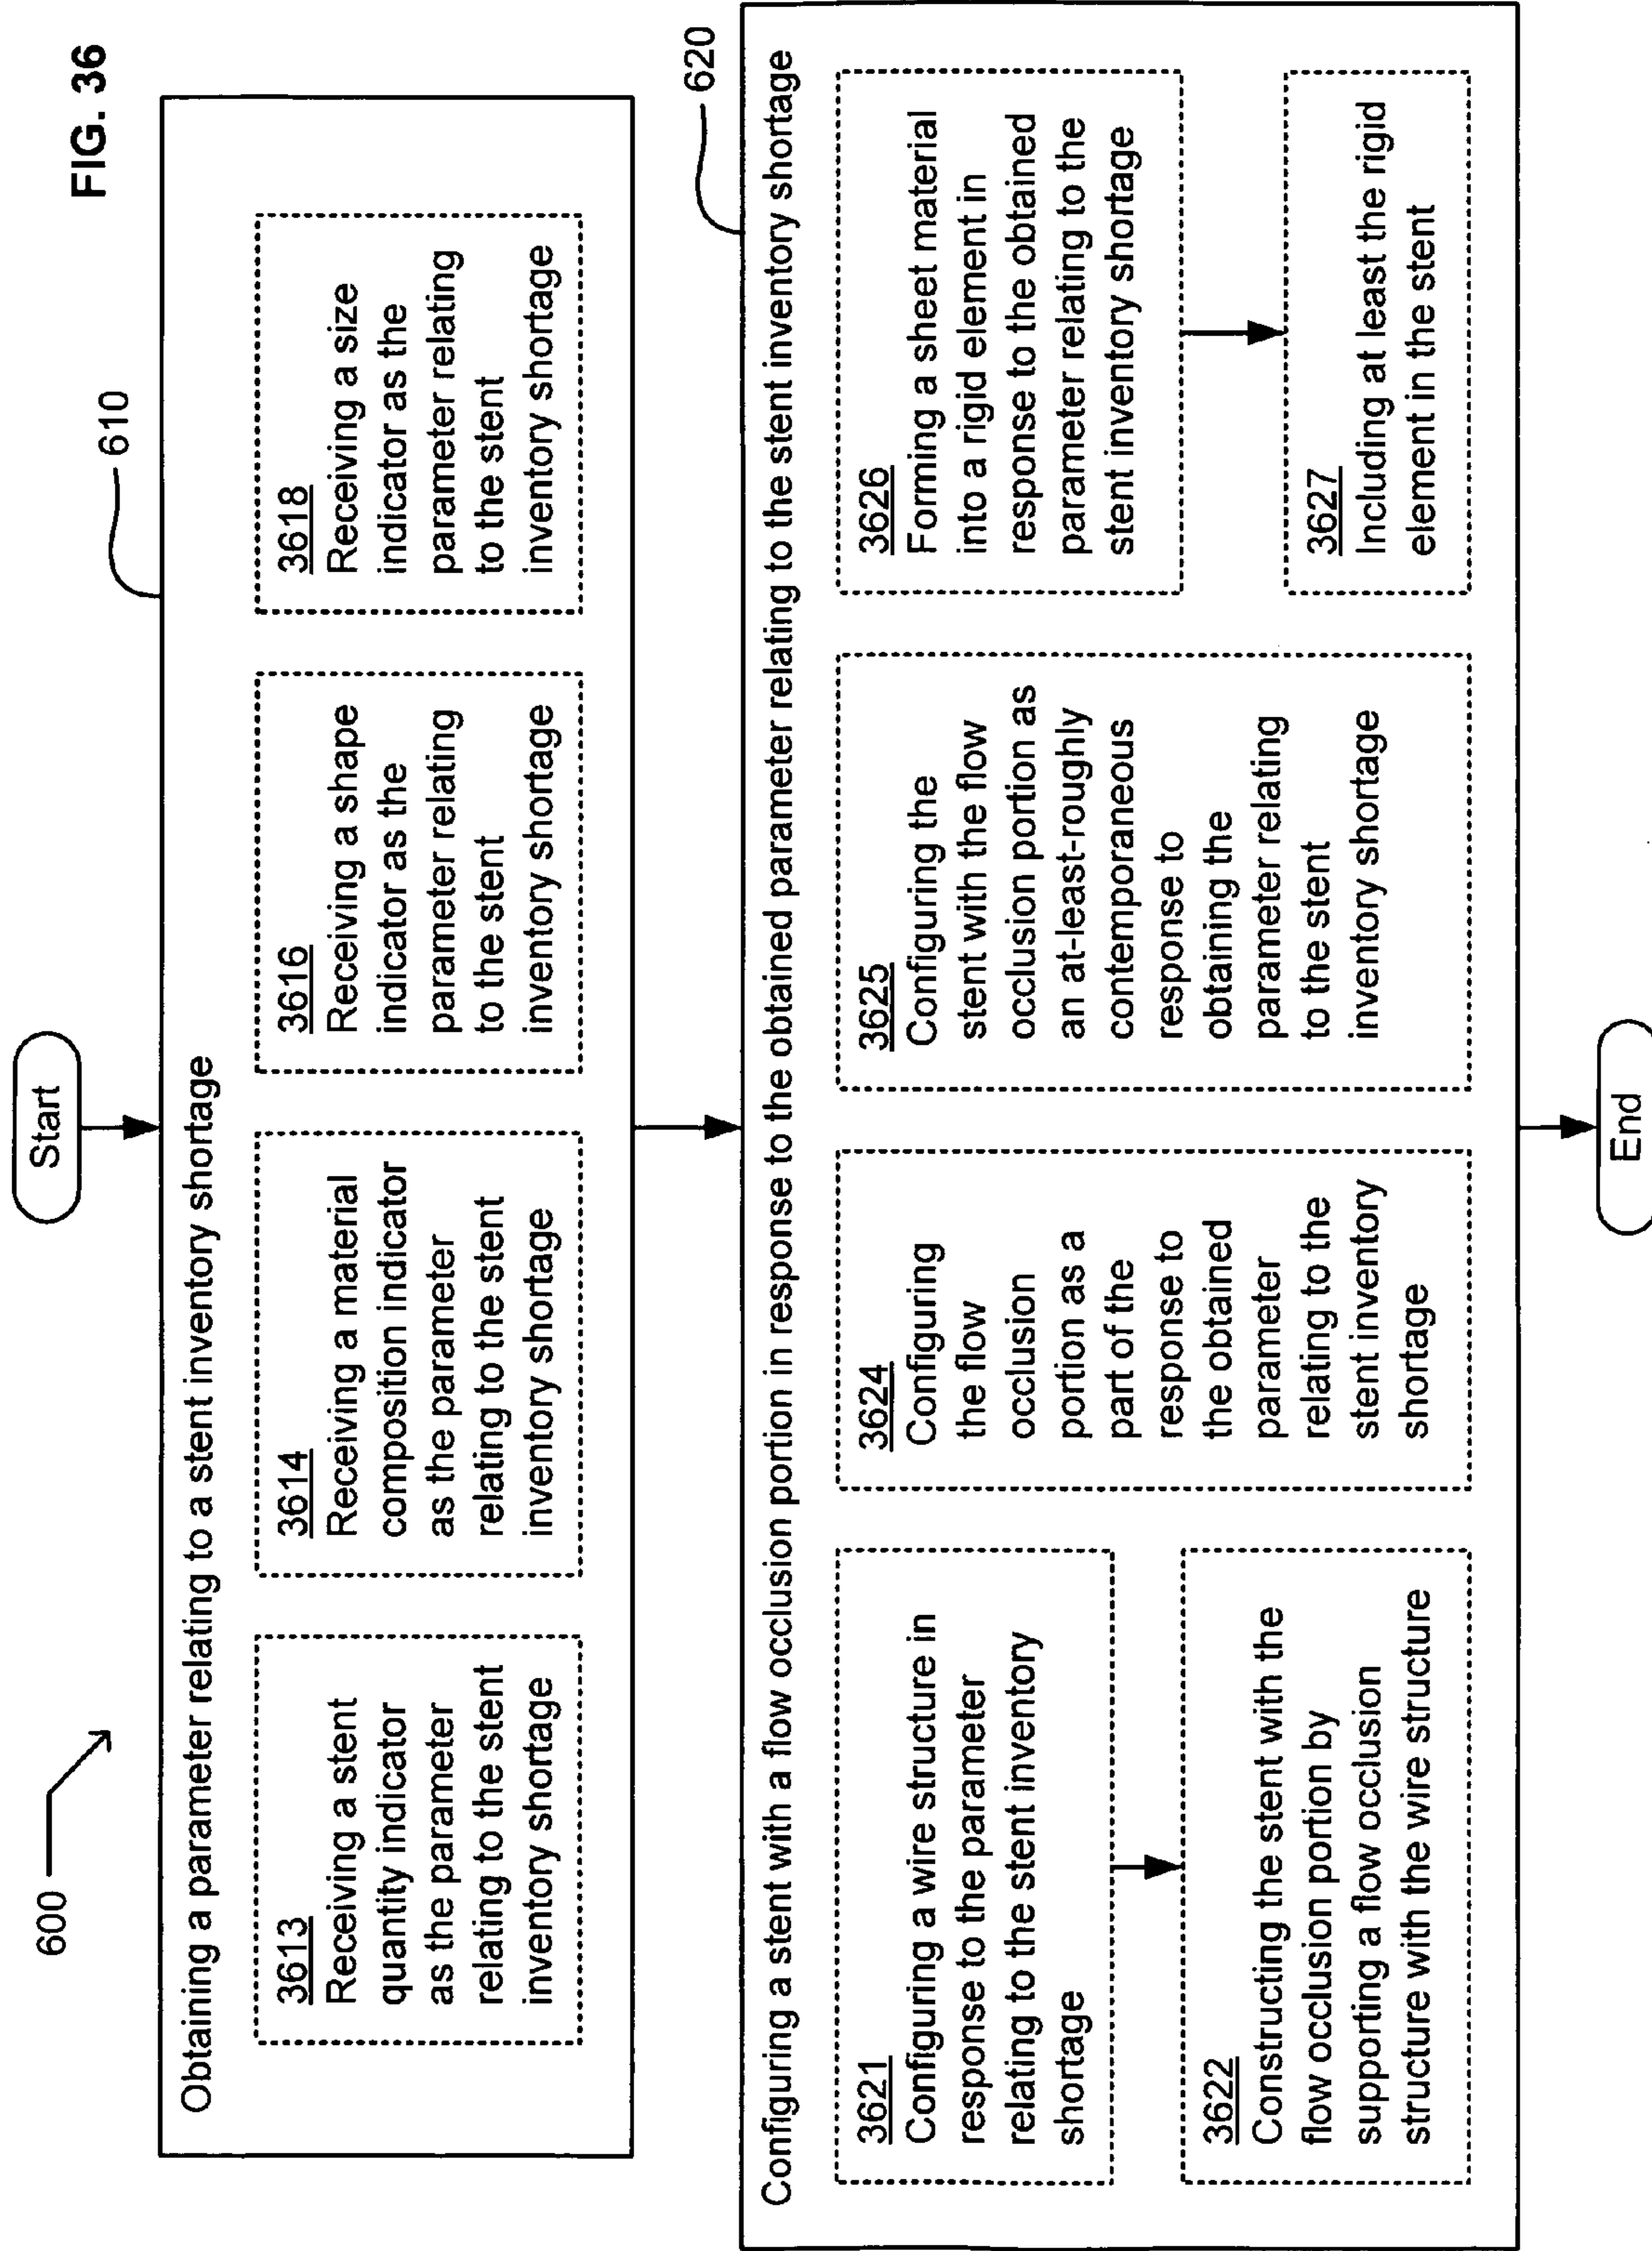 FIG. 36
600
Start
610
Obtaining a parameter relating to a stent inventory shortage
3613
Receiving a stent
quantity indicator
as the parameter
relating to the stent
inventory shortage
3614
Receiving a material
composition indicator
as the parameter
relating to the stent
inventory shortage
3616
Receiving a shape
indicator as the
parameter relating
to the stent
inventory shortage
3618
Receiving a size
indicator as the
parameter relating
to the stent
inventory shortage
620
Configuring a stent with a flow occlusion portion in response to the obtained parameter relating to the stent inventory shortage
3621
Configuring a wire structure in
response to the parameter
relating to the stent inventory
shortage
3622
Constructing the stent with the
flow occlusion portion by
supporting a flow occlusion
structure with the wire structure
3624
Configuring
the flow
occlusion
portion as a
part of the
response to
the obtained
parameter
relating to the
stent inventory
shortage
3625
Configuring the
stent with the flow
occlusion portion as
an at-least-roughly
contemporaneous
response to
obtaining the
parameter relating
to the stent
inventory shortage
3626
Forming a sheet material
into a rigid element in
response to the obtained
parameter relating to the
stent inventory shortage
3627
Including at least the rigid
element in the stent
End